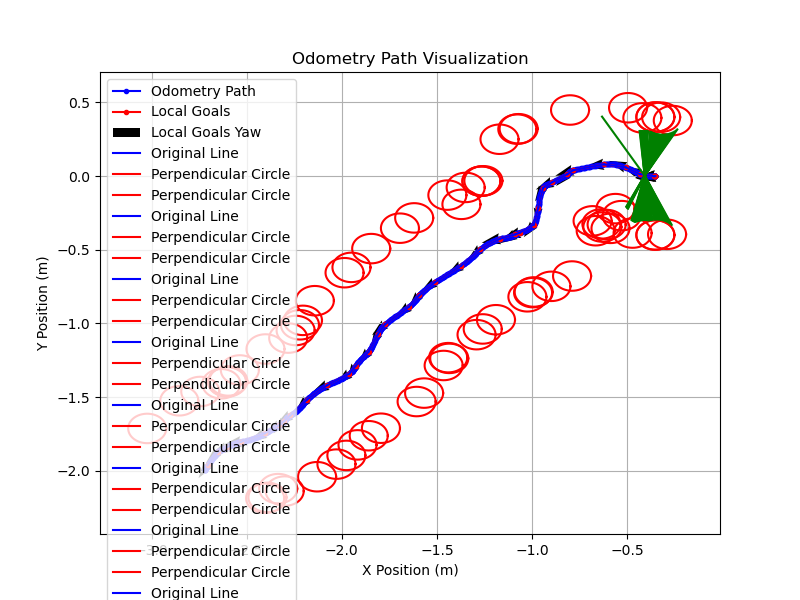 Odometry Path Visualization
Y Position (m)
0.5
0.0
−0.5
−1.0
−1.5
−2.0
Odometry Path
Local Goals
Local Goals Yaw
Original Line
Perpendicular Circle
Perpendicular Circle
Original Line
Perpendicular Circle
Perpendicular Circle
Original Line
Perpendicular Circle
Perpendicular Circle
Original Line
Perpendicular Circle
Perpendicular Circle
Original Line
Perpendicular Circle
Perpendicular Circle
Original Line
Perpendicular Circle
Perpendicular Circle
Original Line
Perpendicular Circle
Perpendicular Circle
Original Line
−2.0 −1.5 −1.0 −0.5
X Position (m)